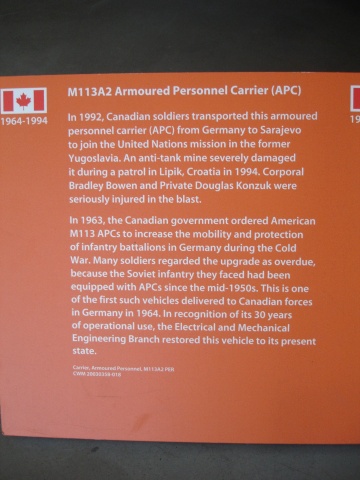 M113A2 Armoured Personnel Carrier (APC)
1964-1994
In 1992, Canadian soldiers transported this armoured
personnel carrier (APC) from Germany to Sarajevo
to join the United Nations mission in the former
Yugoslavia. An anti-tank mine severely damaged
it during a patrol in Lipik, Croatia in 1994. Corporal
Bradley Bowen and Private Douglas Konzuk were
seriously injured in the blast.
In 1963, the Canadian government ordered American
M113 APCs to increase the mobility and protection
of infantry battalions in Germany during the Cold
War. Many soldiers regarded the upgrade as overdue,
because the Soviet infantry they faced had been
equipped with APCs since the mid-1950s. This is one
of the first such vehicles delivered to Canadian forces
in Germany in 1964. In recognition of its 30 years
of operational use, the Electrical and Mechanical
Engineering Branch restored this vehicle to its present
state.
Carrier, Armoured Personnel, M113A2 PER
CWM 20030358-018